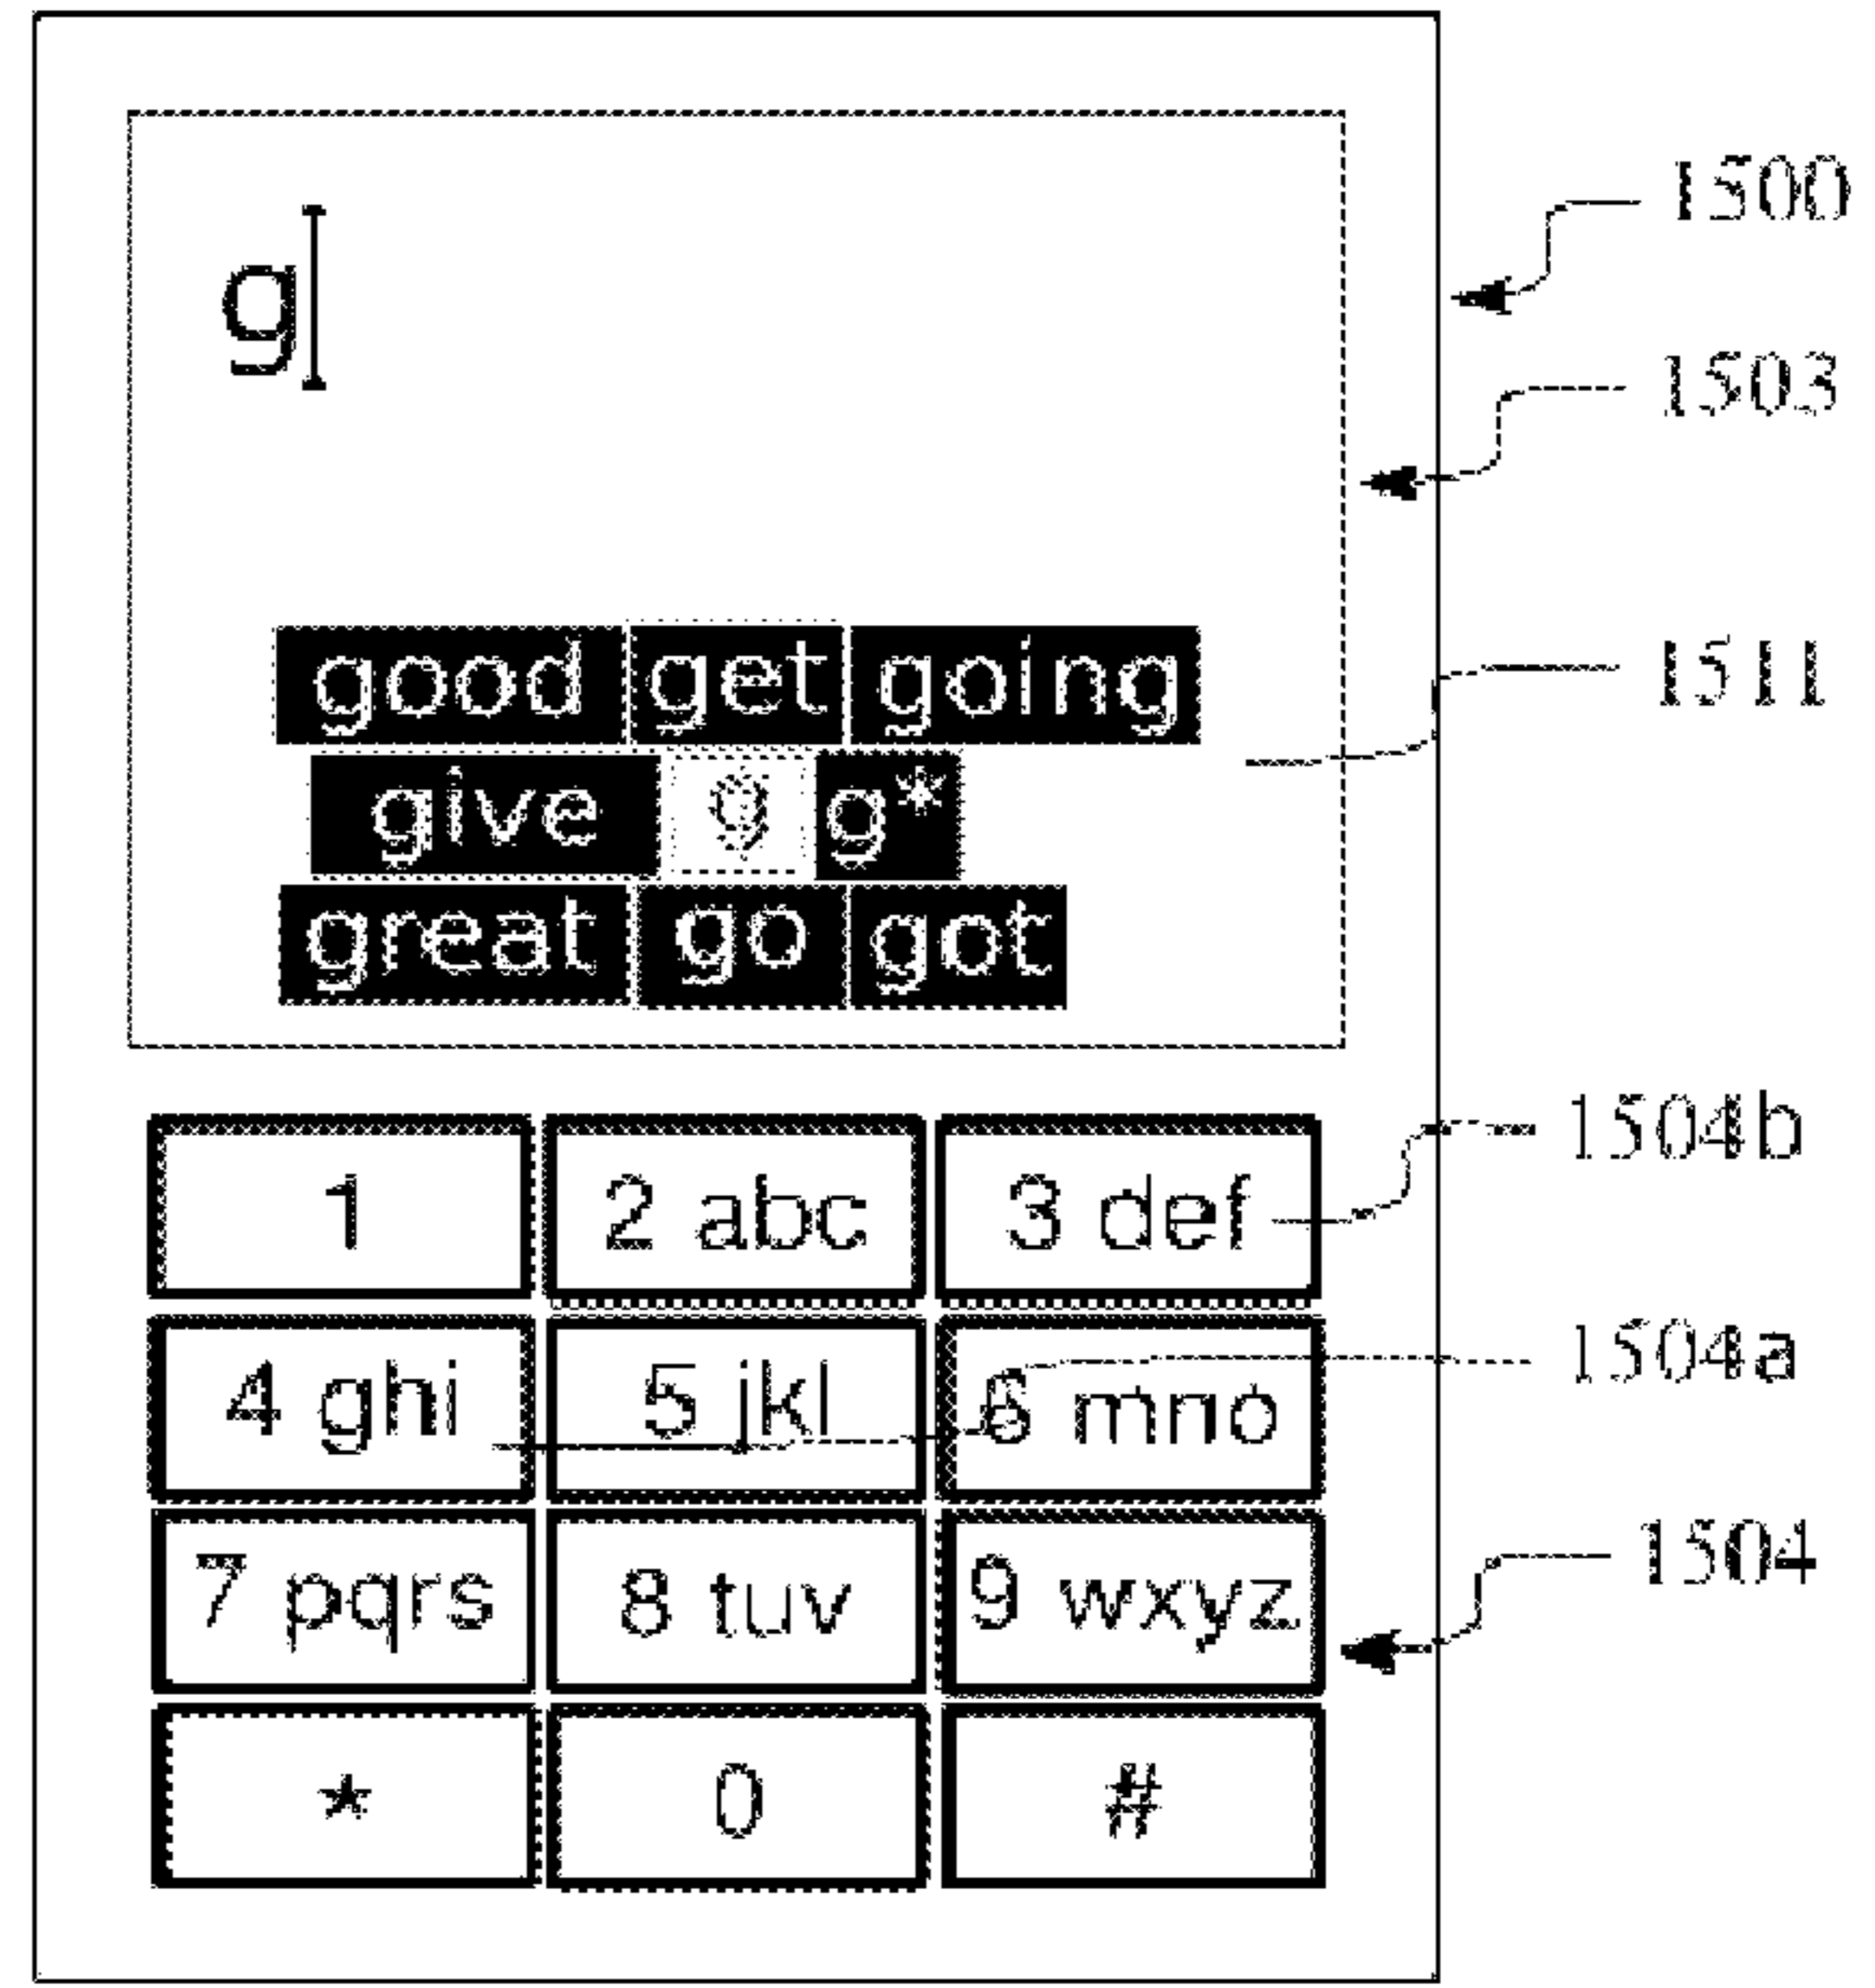 g
1500
1503
good get going
1511
give g g*
great go got
1504b
1 2 abc 3 def
1504a
4 ghi 5 jkl 6 mno
1504
7 pqrs 8 tuv 9 wxyz
* 0 #